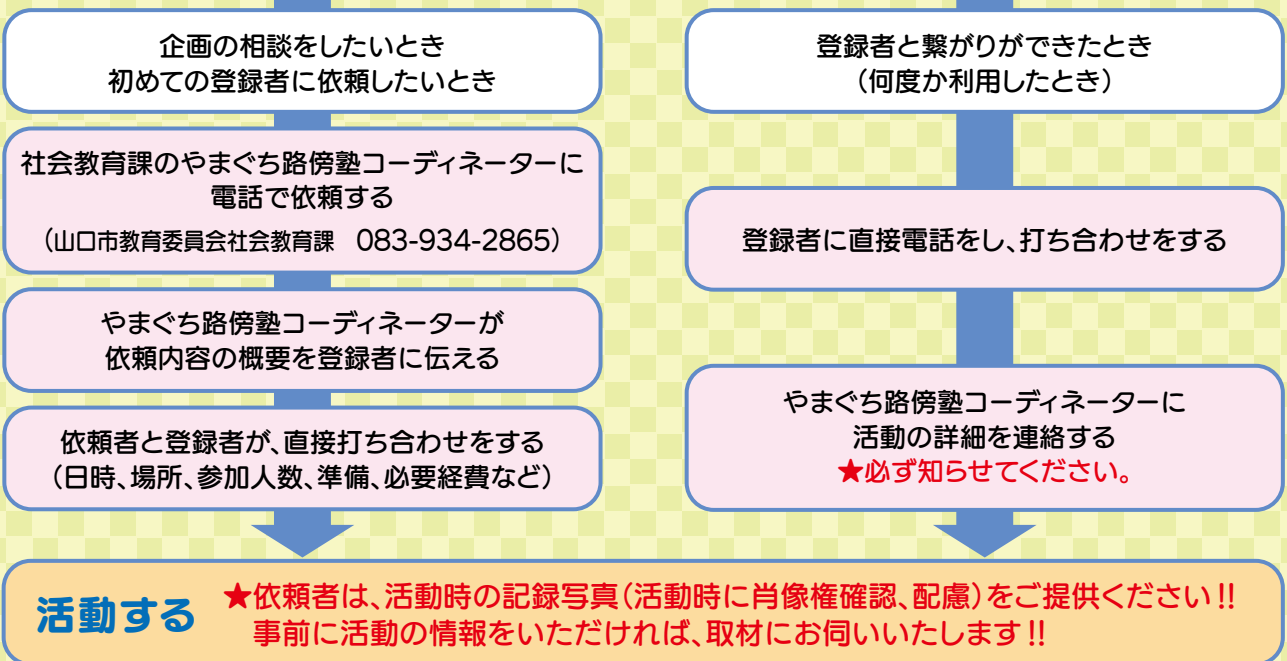 企画の相談をしたいとき
初めての登録者に依頼したいとき
社会教育課のやまぐち路傍塾コーディネーターに
電話で依頼する
（山口市教育委員会社会教育課　083-934-2865）
やまぐち路傍塾コーディネーターが
依頼内容の概要を登録者に伝える
依頼者と登録者が、直接打ち合わせをする
（日時、場所、参加人数、準備、必要経費など）
登録者と繋がりができたとき
（何度か利用したとき）
登録者に直接電話をし、打ち合わせをする
やまぐち路傍塾コーディネーターに
活動の詳細を連絡する
★必ず知らせてください。
活動する
★依頼者は、活動時の記録写真（活動時に肖像権確認、配慮）をご提供ください!!
事前に活動の情報をいただければ、取材にお伺いいたします!!